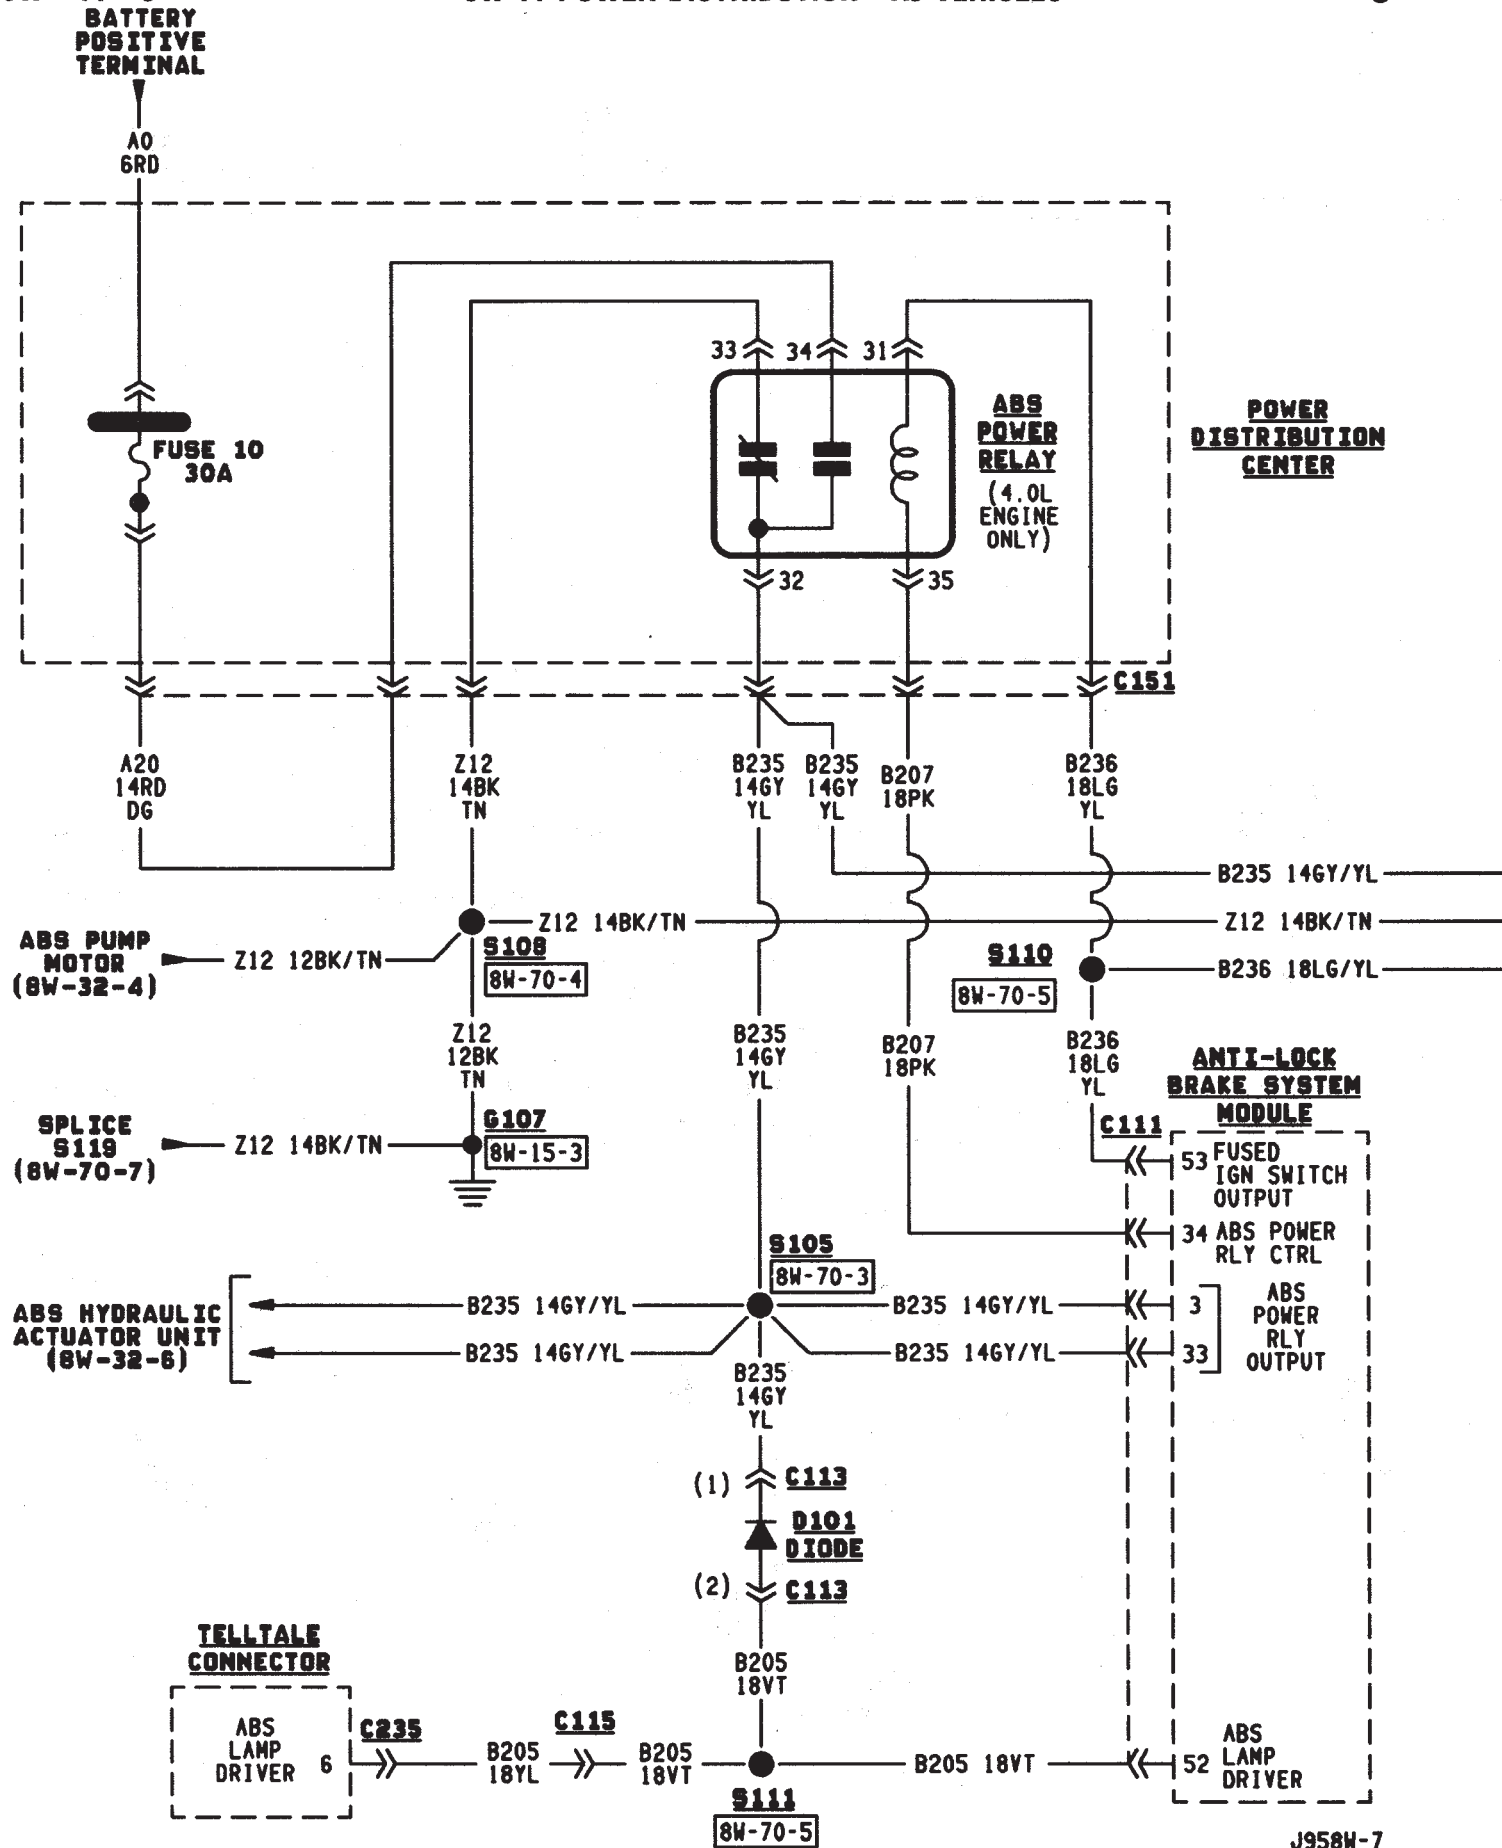 BATTERY
POSITIVE
TERMINAL
A0
6RD
33
34
31
FUSE 10
30A
ABS
POWER
RELAY
(4.0L
ENGINE
ONLY)
POWER
DISTRIBUTION
CENTER
32
35
C151
A20
14RD
DG
Z12
14BK
TN
B235
14GY
YL
B235
14GY
YL
B207
18PK
B236
18LG
YL
B235 14GY/YL
Z12 14BK/TN
Z12 14BK/TN
ABS PUMP
MOTOR
(8W-32-4)
Z12 12BK/TN
S108
8W-70-4
S110
8W-70-5
B236 18LG/YL
Z12
12BK
TN
B235
14GY
YL
B207
18PK
B236
18LG
YL
ANTI-LOCK
BRAKE SYSTEM
MODULE
SPLICE
S119
(8W-70-7)
Z12 14BK/TN
G107
8W-15-3
C111
53 FUSED
IGN SWITCH
OUTPUT
34 ABS POWER
RLY CTRL
S105
8W-70-3
ABS HYDRAULIC
ACTUATOR UNIT
(8W-32-6)
B235 14GY/YL
B235 14GY/YL
B235 14GY/YL
B235 14GY/YL
3
33
ABS
POWER
RLY
OUTPUT
B235
14GY
YL
(1)
C113
D101
DIODE
(2)
C113
B205
18VT
TELLTALE
CONNECTOR
ABS
LAMP
DRIVER 6
C235
B205
18YL
C115
B205
18VT
S111
8W-70-5
B205 18VT
52
ABS
LAMP
DRIVER
J958W-7